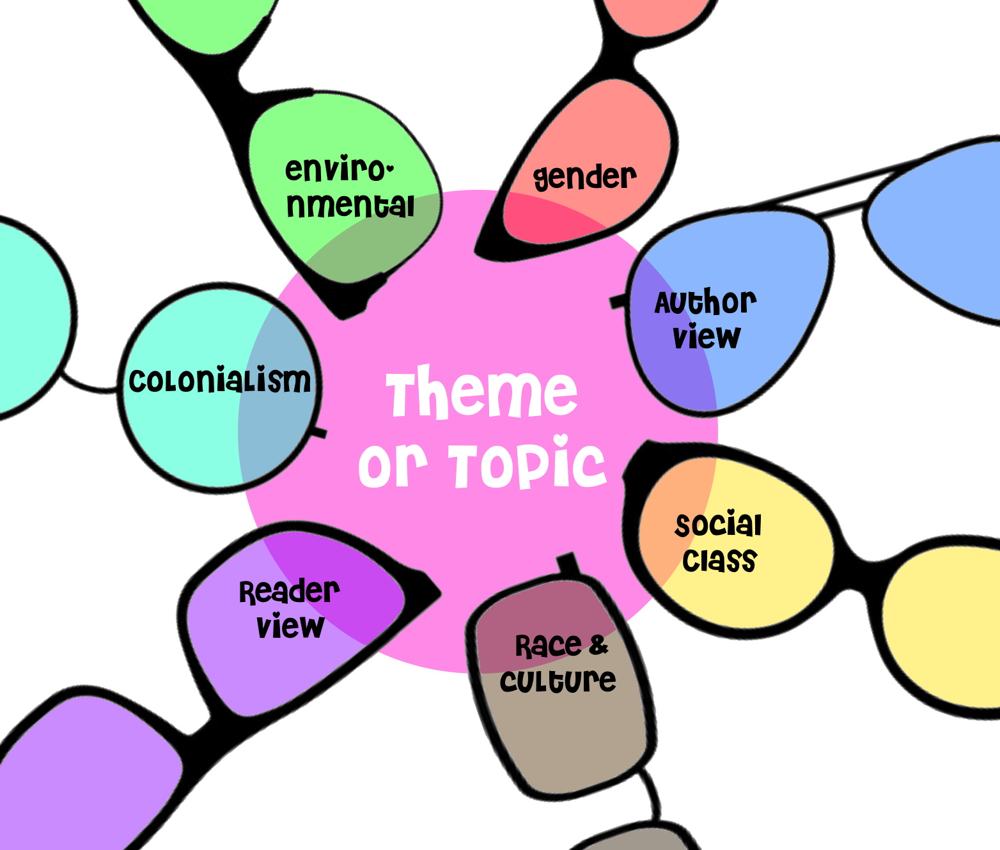 enviro-
nmental
gender
Author
view
Colonialism
Theme
or Topic
social
class
Reader
view
Race &
culture